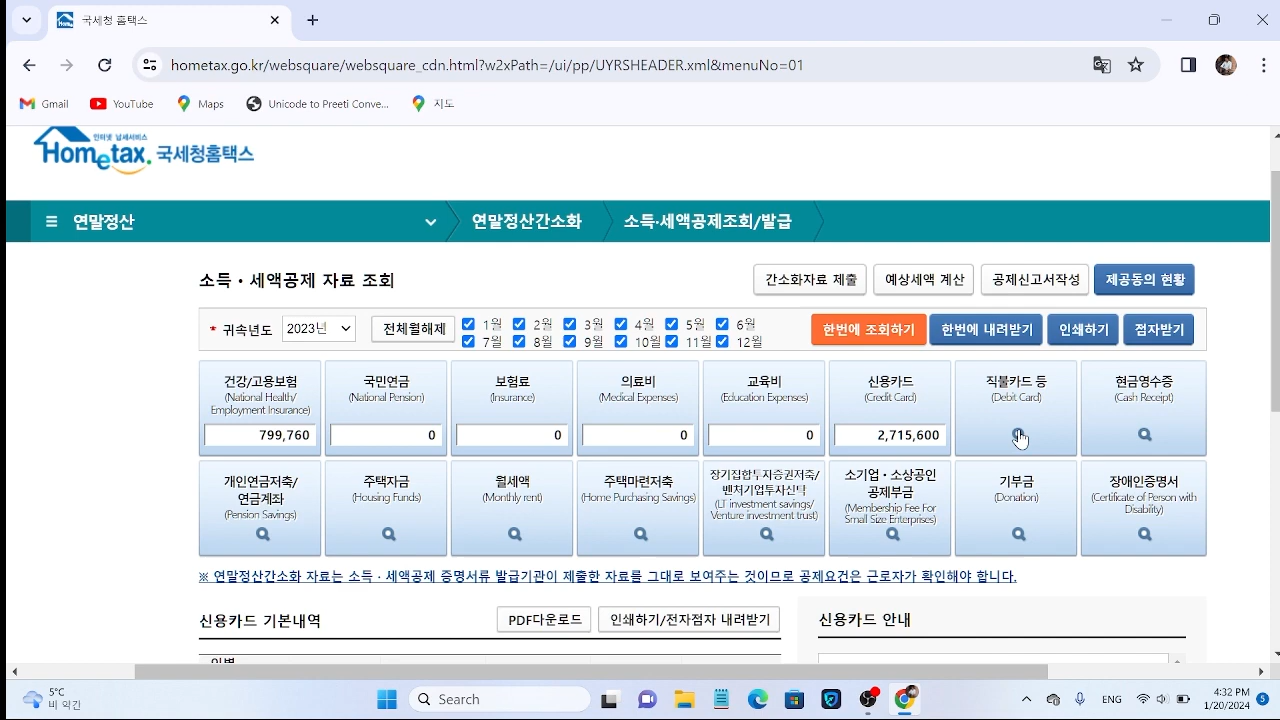 국세청 홈택스
hometax.go.kr/websquare/websquare_cdn.html?w2xPath=/ui/pp/UYRSHEADER.xml&menuNo=01
Gmail YouTube Maps Unicode to Preeti Conve... 지도
인터넷 납세서비스
Hometax. 국세청홈택스
연말정산 연말정산간소화 소득·세액공제조회/발급
소득·세액공제 자료 조회 간소화자료 제출 예상세액 계산 공제신고서작성 제공동의 현황
* 귀속년도 2023년 전체월해제 1월 2월 3월 4월 5월 6월
7월 8월 9월 10월 11월 12월
한번에 조회하기 한번에 내려받기 인쇄하기 점자받기
건강/고용보험
(National Healthy
Employment Insurance)
799,760
국민연금
(National Pension)
0
보험료
(Insurance)
0
의료비
(Medical Expenses)
0
교육비
(Education Expenses)
0
신용카드
(Credit Card)
2,715,600
직불카드 등
(Debit Card)
현금영수증
(Cash Receipt)
개인연금저축/
연금계좌
(Pension Savings)
주택자금
(Housing Funds)
월세액
(Monthly rent)
주택마련저축
(Home Purchasing Savings)
장기집합투자증권저축/
벤처기업투자신탁
(LT investment savings/
Venture investment trust)
소기업·소상공인
공제부금
(Membership Fee For
Small Size Enterprises)
기부금
(Donation)
장애인증명서
(Certificate of Person with
Disability)
※ 연말정산간소화 자료는 소득·세액공제 증명서류 발급기관이 제출한 자료를 그대로 보여주는 것이므로 공제요건은 근로자가 확인해야 합니다.
신용카드 기본내역 PDF다운로드 인쇄하기/전자점자 내려받기
신용카드 안내
5°C
비 약간
Search
ENG
4:32 PM
1/20/2024
5